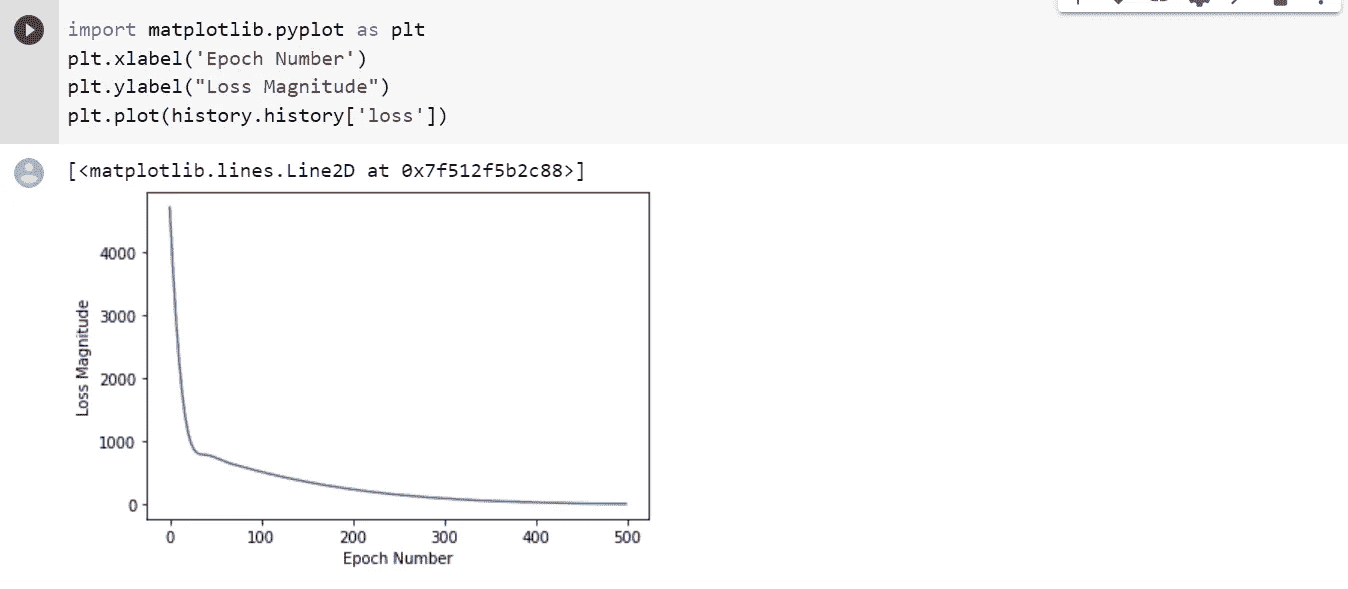 import matplotlib.pyplot as plt
plt.xlabel('Epoch Number')
plt.ylabel("Loss Magnitude")
plt.plot(history.history['loss'])
[<matplotlib.lines.Line2D at 0x7f512f5b2c88>]
Loss Magnitude
4000
3000
2000
1000
0
0 100 200 300 400 500
Epoch Number